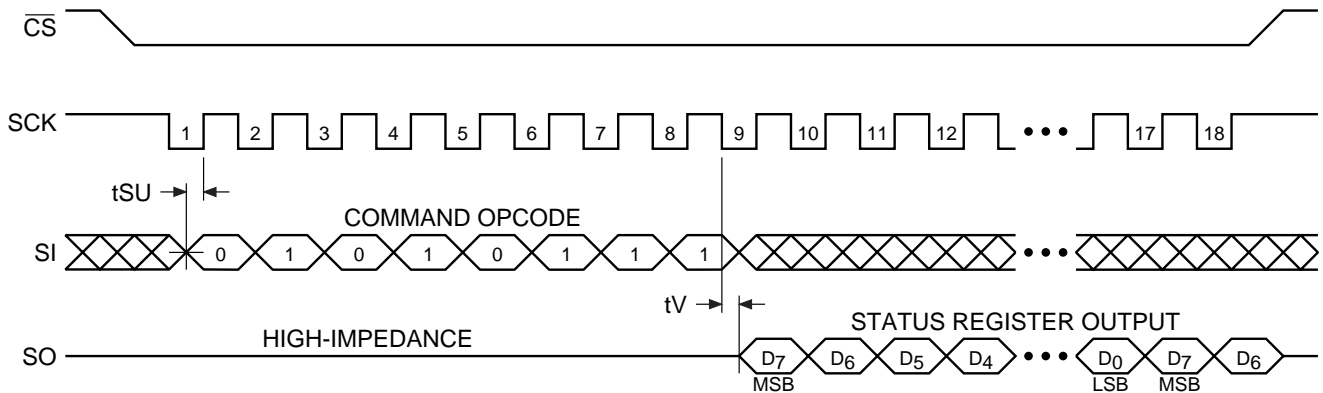 CS
SCK 1 2 3 4 5 6 7 8 9 10 11 12 ••• 17 18
tSU
COMMAND OPCODE
SI 0 1 0 1 0 1 1 1 •••
tV
HIGH-IMPEDANCE
STATUS REGISTER OUTPUT
SO D7 D6 D5 D4 ••• D0 D7 D6
MSB LSB MSB